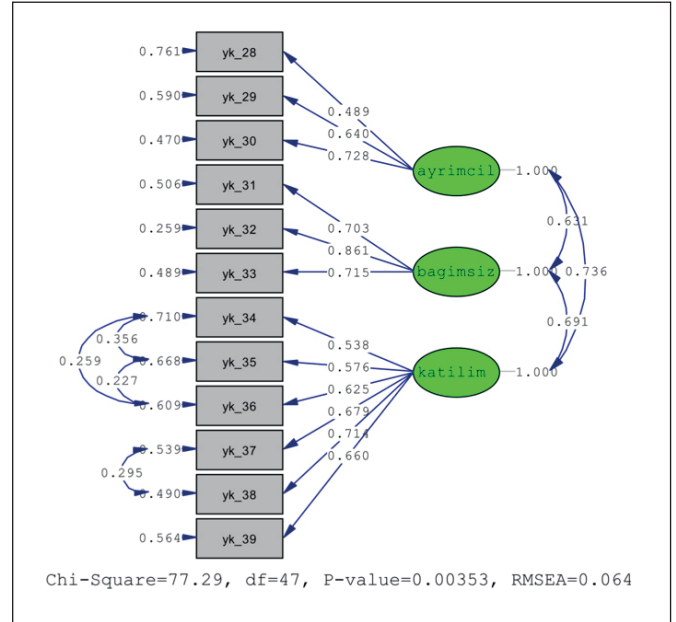 0.761 yk_28
0.489
0.590 yk_29
0.640
0.470 yk_30
0.728
ayrimcil 1.000
0.506 yk_31
0.703
0.631
0.259 yk_32
0.861
0.489 yk_33
0.715
bagimsiz 1.000 0.736
0.710 yk_34
0.691
0.356
0.538
0.259
0.668 yk_35
0.576
katilim 1.000
0.227
0.625
0.609 yk_36
0.679
0.539 yk_37
0.714
0.295
0.660
0.490 yk_38
0.564 yk_39
Chi-Square=77.29, df=47, P-value=0.00353, RMSEA=0.064